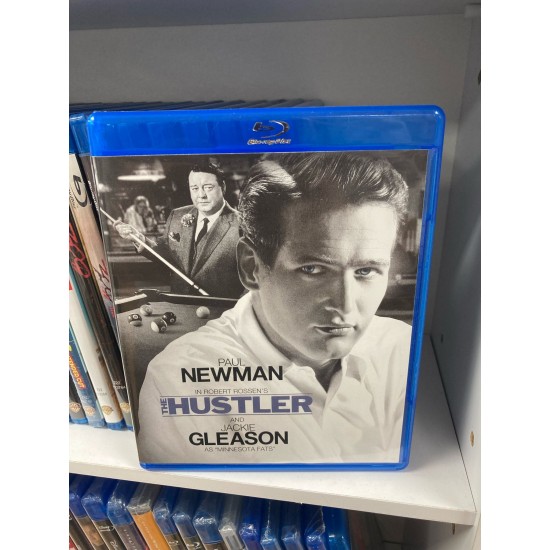 Blu-ray Disc
PAUL
NEWMAN
IN ROBERT ROSSEN'S
THE HUSTLER
AND
JACKIE
GLEASON
AS "MINNESOTA FATS"